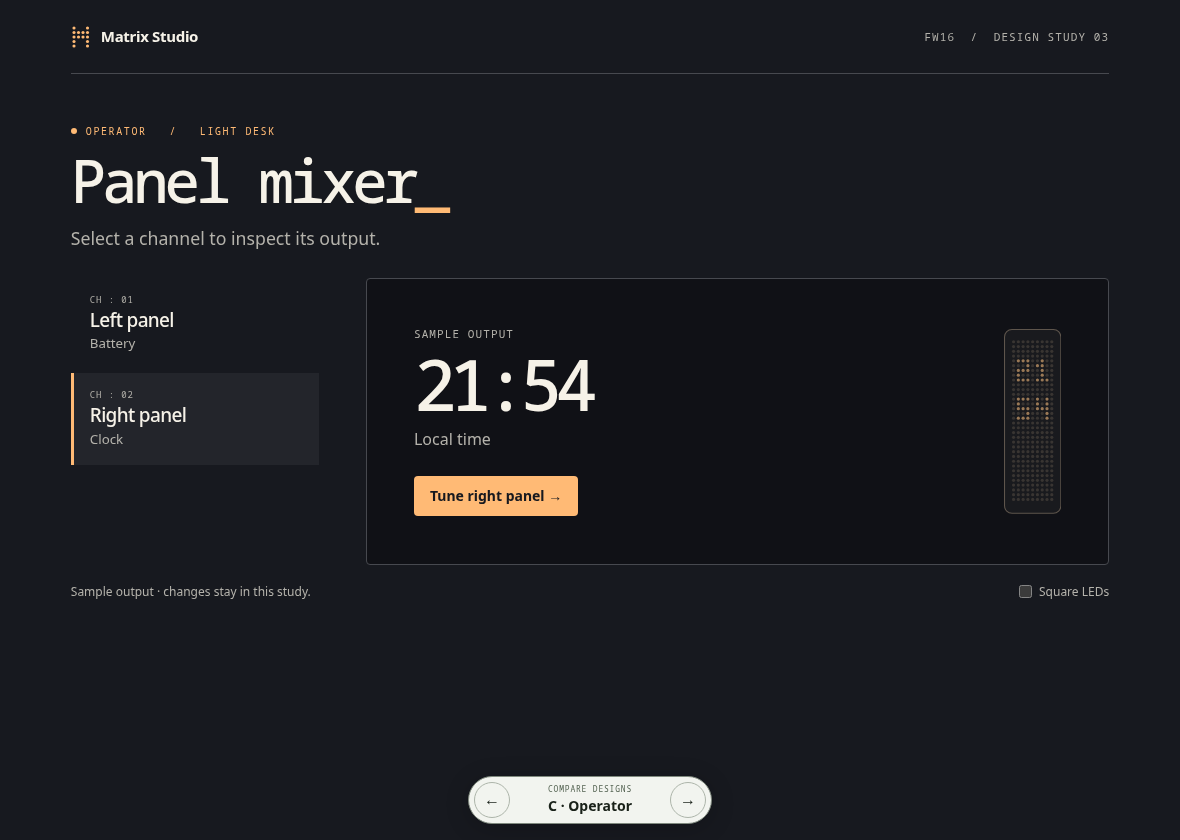 Matrix Studio
FW16 / DESIGN STUDY 03
OPERATOR / LIGHT DESK
Panel mixer_
Select a channel to inspect its output.
CH : 01
Left panel
Battery
CH : 02
Right panel
Clock
SAMPLE OUTPUT
21:54
Local time
Tune right panel →
21
54
Sample output · changes stay in this study.
Square LEDs
COMPARE DESIGNS
← C · Operator →